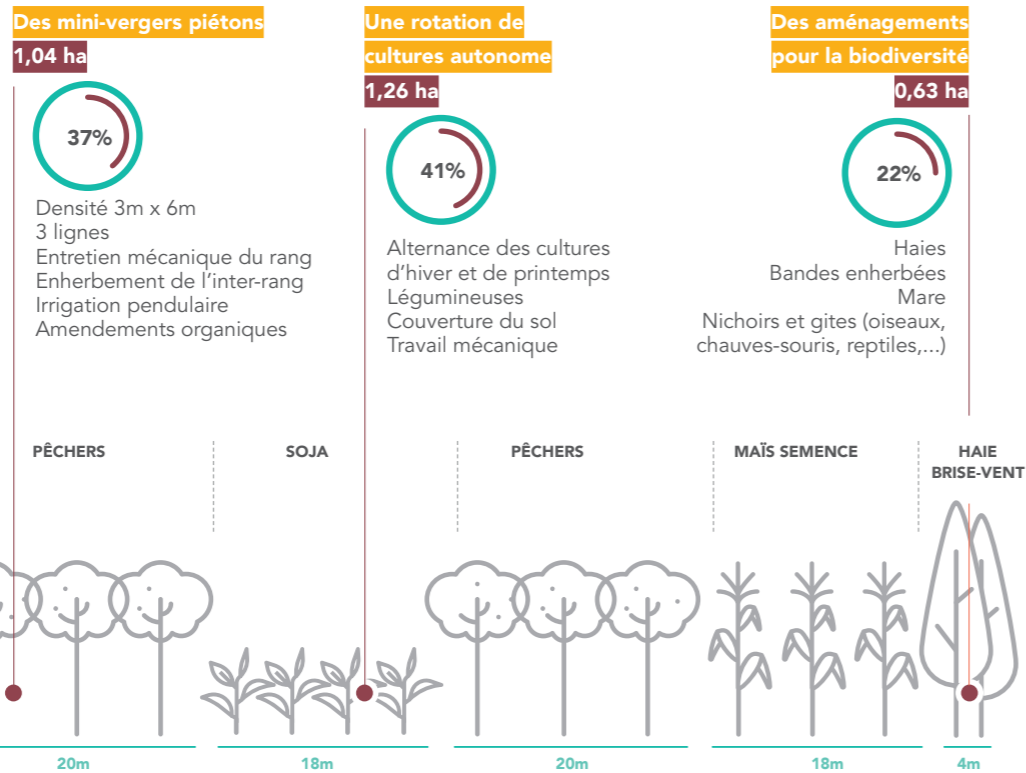 Des mini-vergers piétons
1,04 ha
37%
Densité 3m x 6m
3 lignes
Entretien mécanique du rang
Enherbement de l'inter-rang
Irrigation pendulaire
Amendements organiques
Une rotation de
cultures autonome
1,26 ha
41%
Alternance des cultures
d'hiver et de printemps
Légumineuses
Couverture du sol
Travail mécanique
Des aménagements
pour la biodiversité
0,63 ha
22%
Haies
Bandes enherbées
Mare
Nichoirs et gites (oiseaux,
chauves-souris, reptiles,...)
PÊCHERS
SOJA
PÊCHERS
MAÏS SEMENCE
HAIE
BRISE-VENT
20m
18m
20m
18m
4m